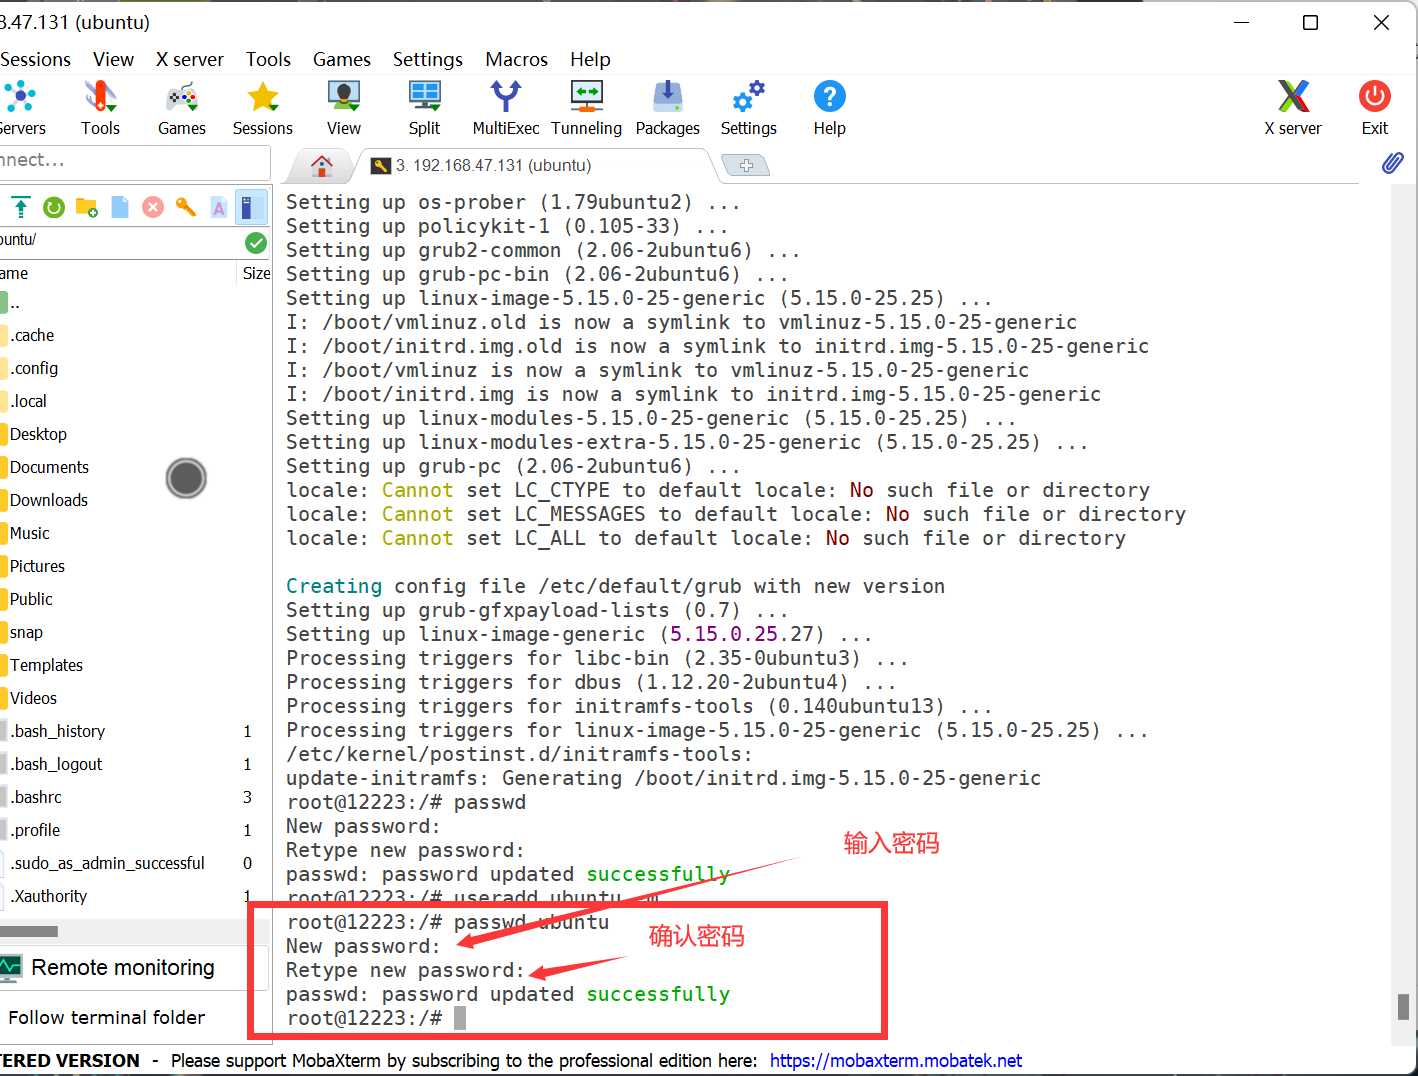 8.47.131 (ubuntu)
Sessions View X server Tools Games Settings Macros Help
Servers Tools Games Sessions View Split MultiExec Tunneling Packages Settings Help X server Exit
nnect...
3. 192.168.47.131 (ubuntu)
untu/
ame Size
..
.cache
.config
.local
Desktop
Documents
Downloads
Music
Pictures
Public
snap
Templates
Videos
.bash_history 1
.bash_logout 1
.bashrc 3
.profile 1
.sudo_as_admin_successful 0
.Xauthority 1
Remote monitoring
Follow terminal folder
Setting up os-prober (1.79ubuntu2) ...
Setting up policykit-1 (0.105-33) ...
Setting up grub2-common (2.06-2ubuntu6) ...
Setting up grub-pc-bin (2.06-2ubuntu6) ...
Setting up linux-image-5.15.0-25-generic (5.15.0-25.25) ...
I: /boot/vmlinuz.old is now a symlink to vmlinuz-5.15.0-25-generic
I: /boot/initrd.img.old is now a symlink to initrd.img-5.15.0-25-generic
I: /boot/vmlinuz is now a symlink to vmlinuz-5.15.0-25-generic
I: /boot/initrd.img is now a symlink to initrd.img-5.15.0-25-generic
Setting up linux-modules-5.15.0-25-generic (5.15.0-25.25) ...
Setting up linux-modules-extra-5.15.0-25-generic (5.15.0-25.25) ...
Setting up grub-pc (2.06-2ubuntu6) ...
locale: Cannot set LC_CTYPE to default locale: No such file or directory
locale: Cannot set LC_MESSAGES to default locale: No such file or directory
locale: Cannot set LC_ALL to default locale: No such file or directory
Creating config file /etc/default/grub with new version
Setting up grub-gfxpayload-lists (0.7) ...
Setting up linux-image-generic (5.15.0.25.27) ...
Processing triggers for libc-bin (2.35-0ubuntu3) ...
Processing triggers for dbus (1.12.20-2ubuntu4) ...
Processing triggers for initramfs-tools (0.140ubuntu13) ...
Processing triggers for linux-image-5.15.0-25-generic (5.15.0-25.25) ...
/etc/kernel/postinst.d/initramfs-tools:
update-initramfs: Generating /boot/initrd.img-5.15.0-25-generic
root@12223:/# passwd
New password:
Retype new password:
输入密码
passwd: password updated successfully
root@12223:/# useradd ubuntu -m
root@12223:/# passwd ubuntu
确认密码
New password:
Retype new password:
passwd: password updated successfully
root@12223:/#
TERED VERSION - Please support MobaXterm by subscribing to the professional edition here: https://mobaxterm.mobatek.net